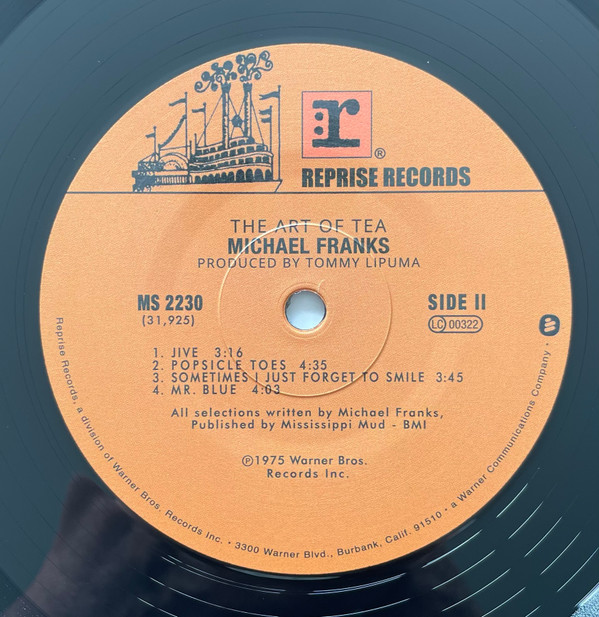 r
®
REPRISE RECORDS
THE ART OF TEA
MICHAEL FRANKS
PRODUCED BY TOMMY LIPUMA
MS 2230
(31,925)
SIDE II
LC 00322
1. JIVE 3:16
2. POPSICLE TOES 4:35
3. SOMETIMES I JUST FORGET TO SMILE 3:45
4. MR. BLUE 4:03
All selections written by Michael Franks,
Published by Mississippi Mud - BMI
Ⓟ1975 Warner Bros.
Records Inc.
Reprise Records, a division of Warner Bros. Records Inc. • 3300 Warner Blvd., Burbank, Calif. 91510 • a Warner Communications Company •